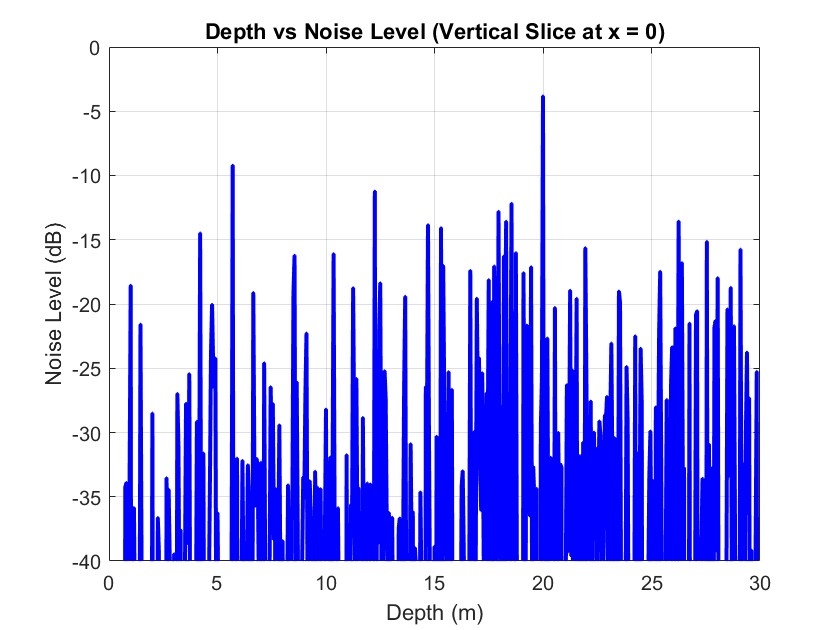 Depth vs Noise Level (Vertical Slice at x = 0)
0
-5
-10
-15
-20
-25
-30
-35
-40
Noise Level (dB)
0 5 10 15 20 25 30
Depth (m)